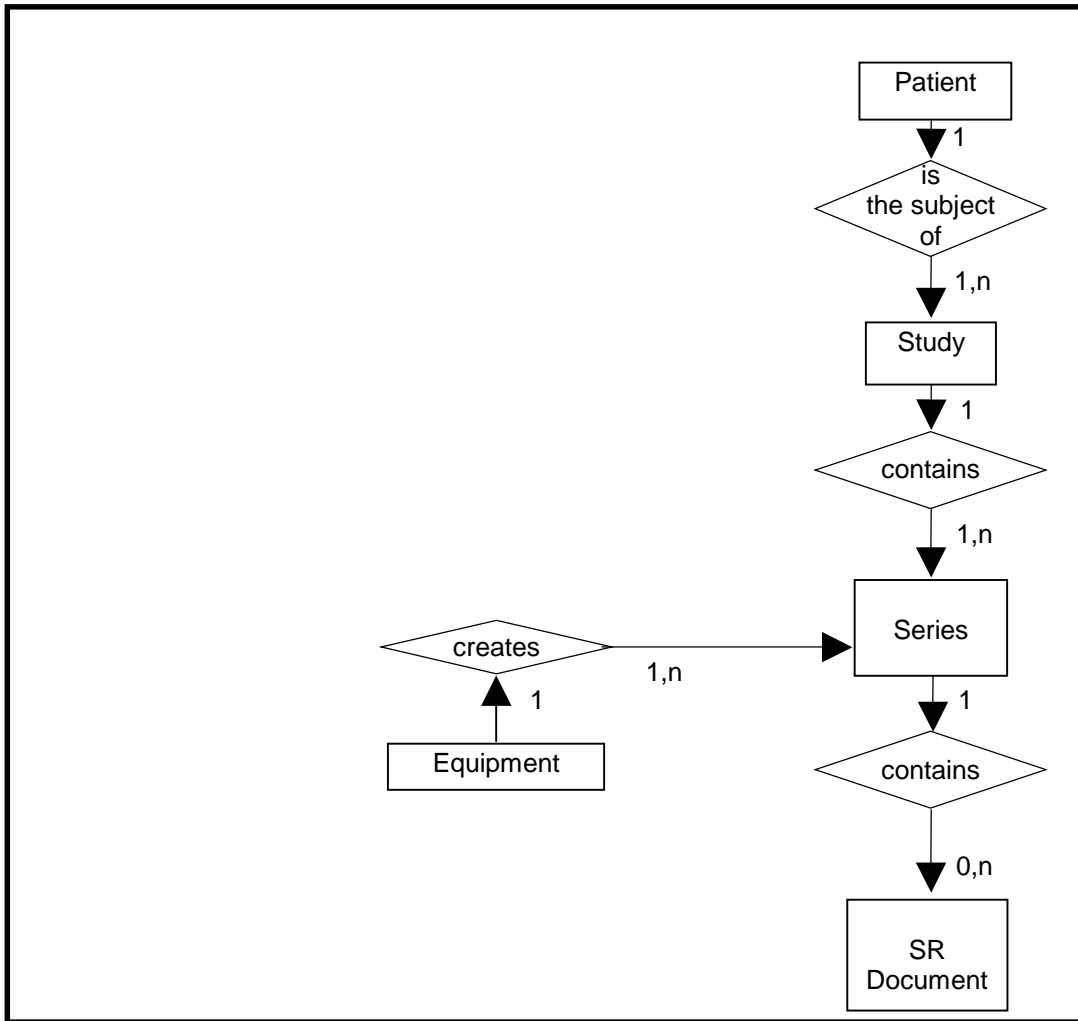 Patient
1
is
the subject
of
1,n
Study
1
contains
1,n
Series
creates
1,n
1
1
Equipment
contains
0,n
SR
Document